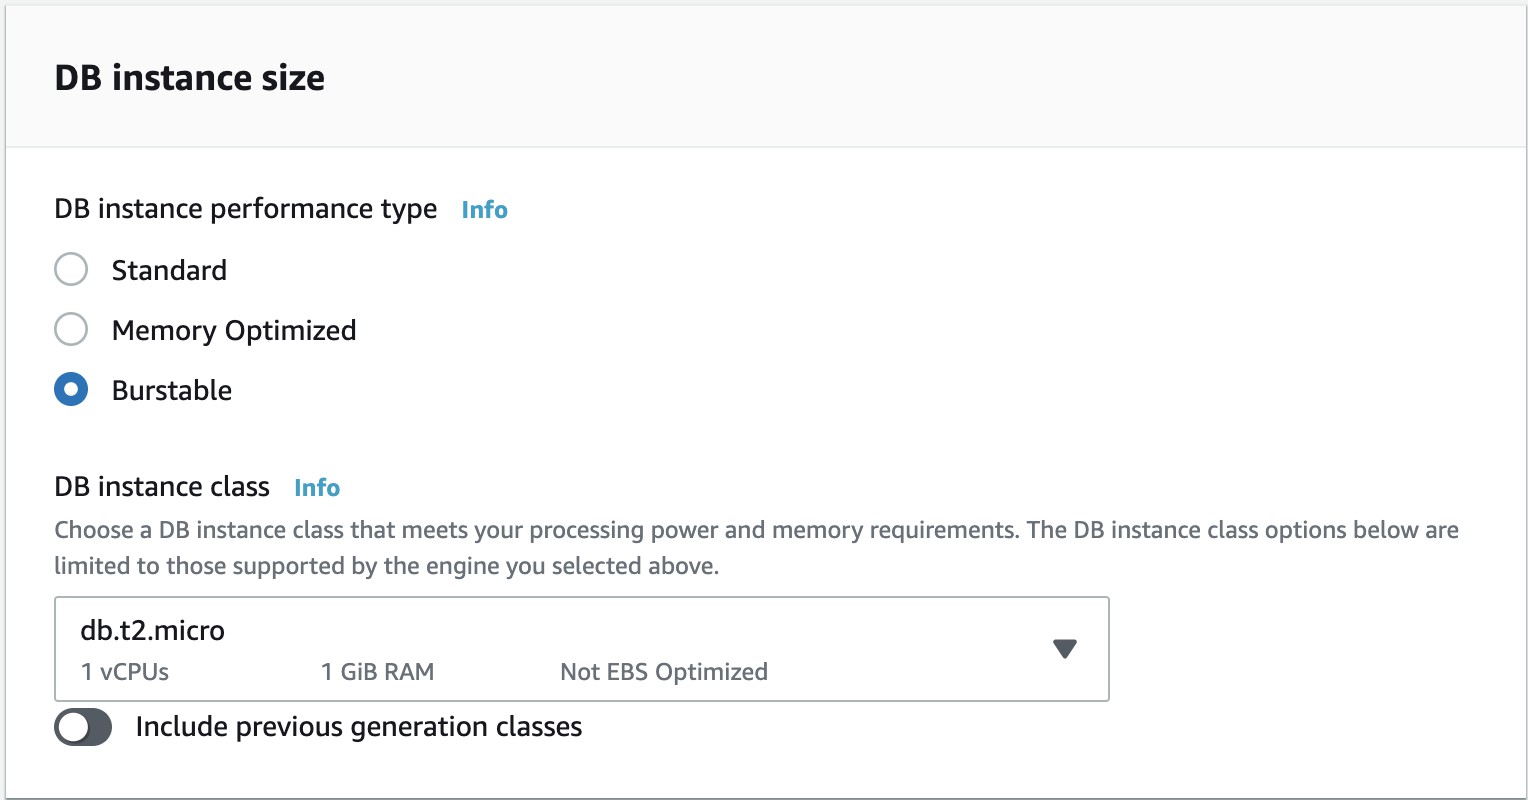 DB instance size
DB instance performance type Info
Standard
Memory Optimized
Burstable
DB instance class Info
Choose a DB instance class that meets your processing power and memory requirements. The DB instance class options below are
limited to those supported by the engine you selected above.
db.t2.micro
1 vCPUs 1 GiB RAM Not EBS Optimized
Include previous generation classes